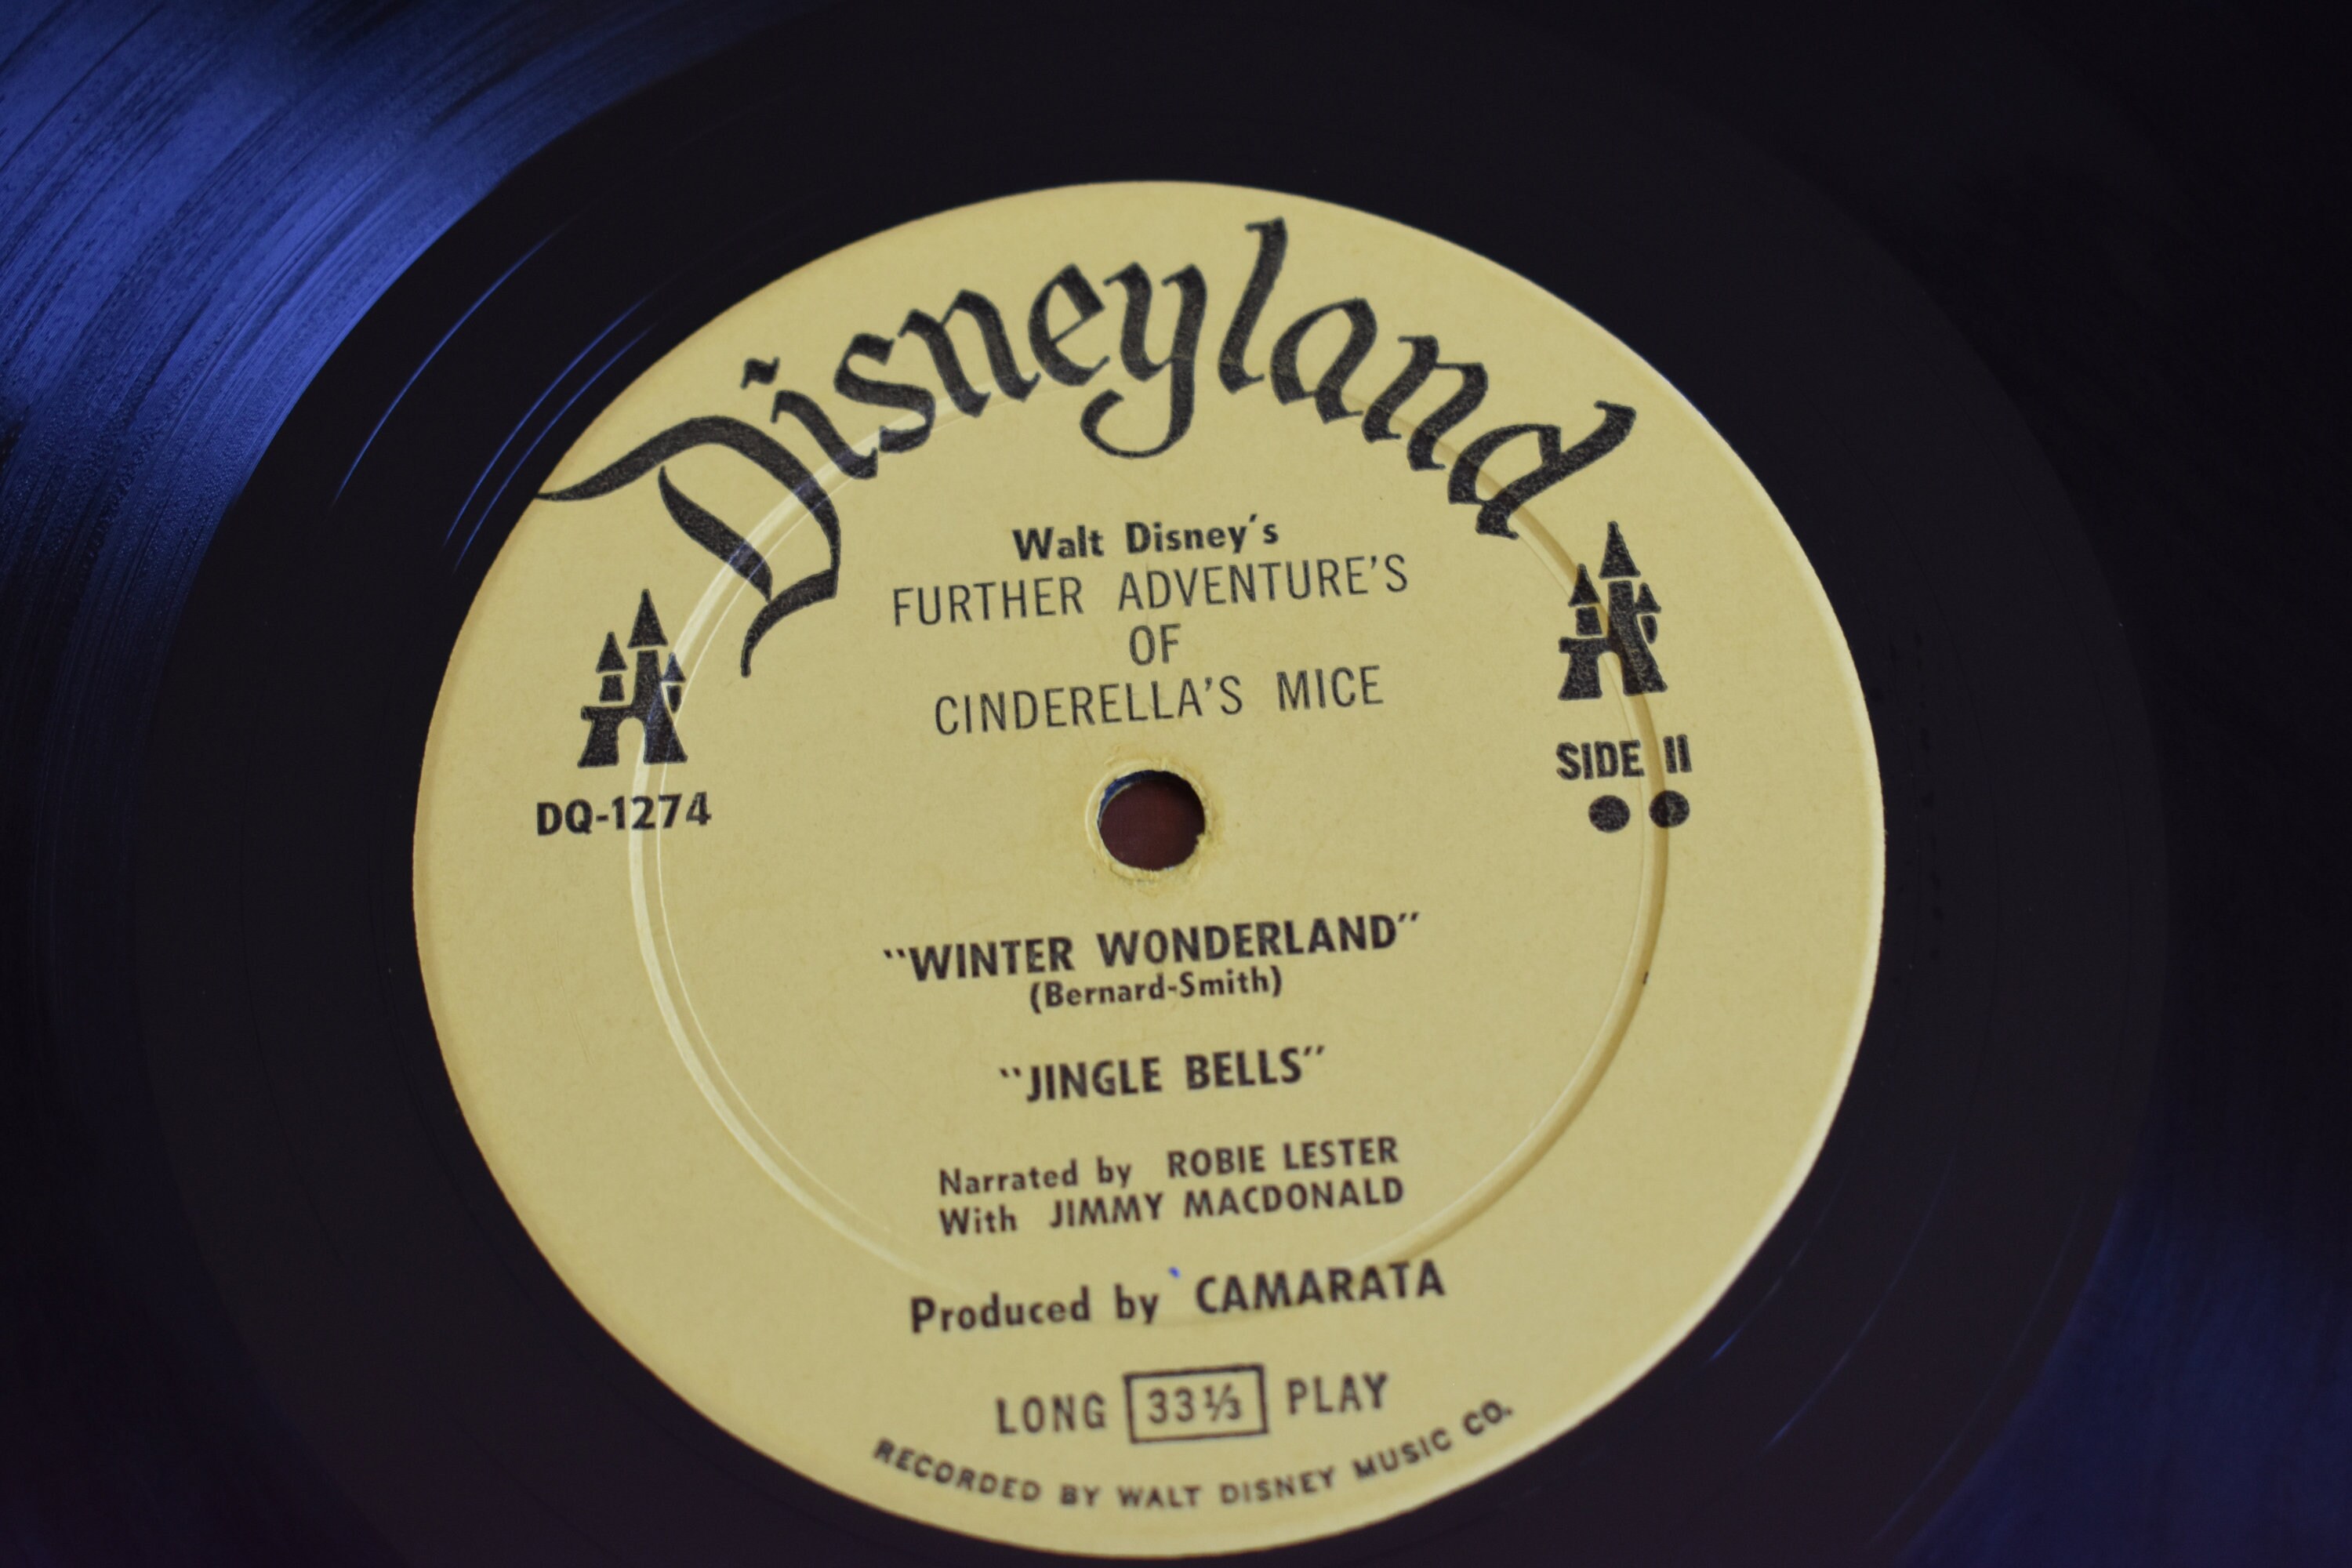 Disneyland
Walt Disney's
FURTHER ADVENTURE'S
OF
CINDERELLA'S MICE
DQ-1274
SIDE II
"WINTER WONDERLAND"
(Bernard-Smith)
"JINGLE BELLS"
Narrated by ROBIE LESTER
With JIMMY MACDONALD
Produced by CAMARATA
LONG 33⅓ PLAY
RECORDED BY WALT DISNEY MUSIC CO.